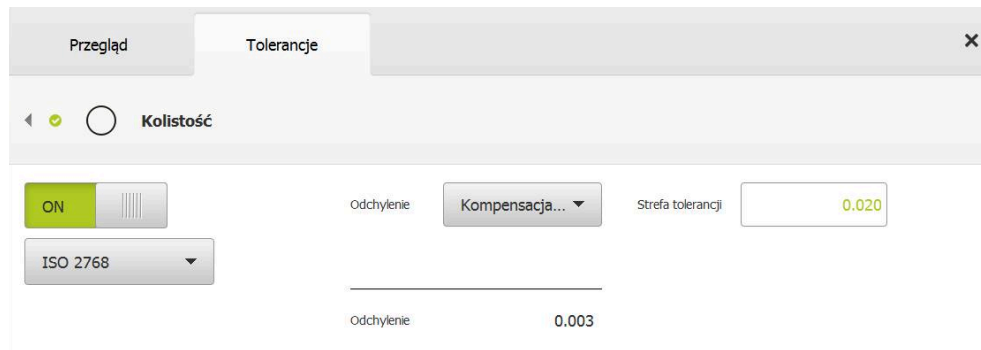 Przegląd
Tolerancje
Kolistość
ON
Odchylenie
Kompensacja...
Strefa tolerancji
0.020
ISO 2768
Odchylenie
0.003